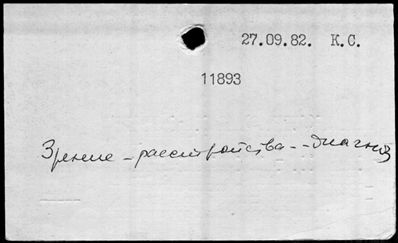 27.09.82. К.С.
11893
Зрение – расстройства – диагноз